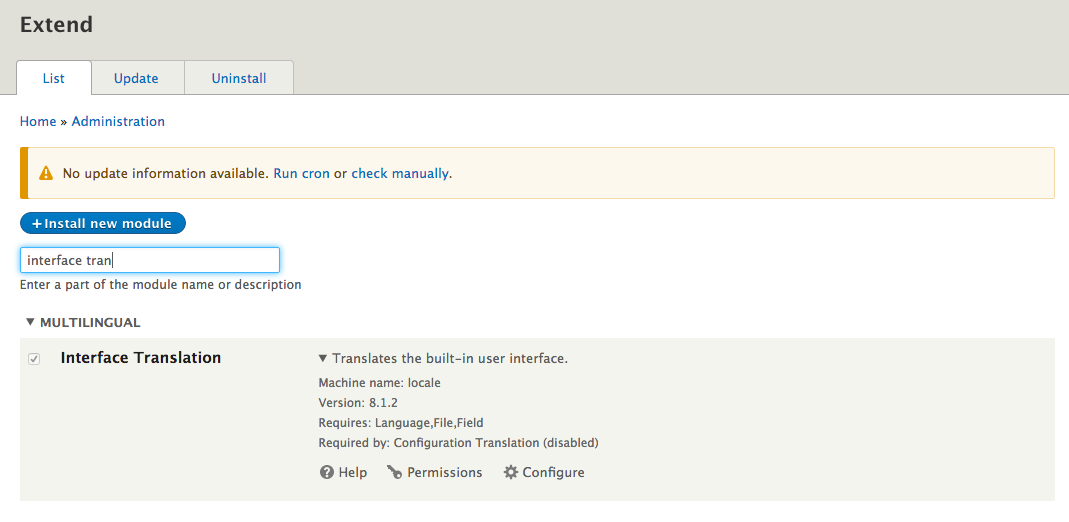 Extend
List Update Uninstall
Home » Administration
No update information available. Run cron or check manually.
+Install new module
interface tran
Enter a part of the module name or description
▼ MULTILINGUAL
Interface Translation
▼ Translates the built-in user interface.
Machine name: locale
Version: 8.1.2
Requires: Language,File,Field
Required by: Configuration Translation (disabled)
Help Permissions Configure